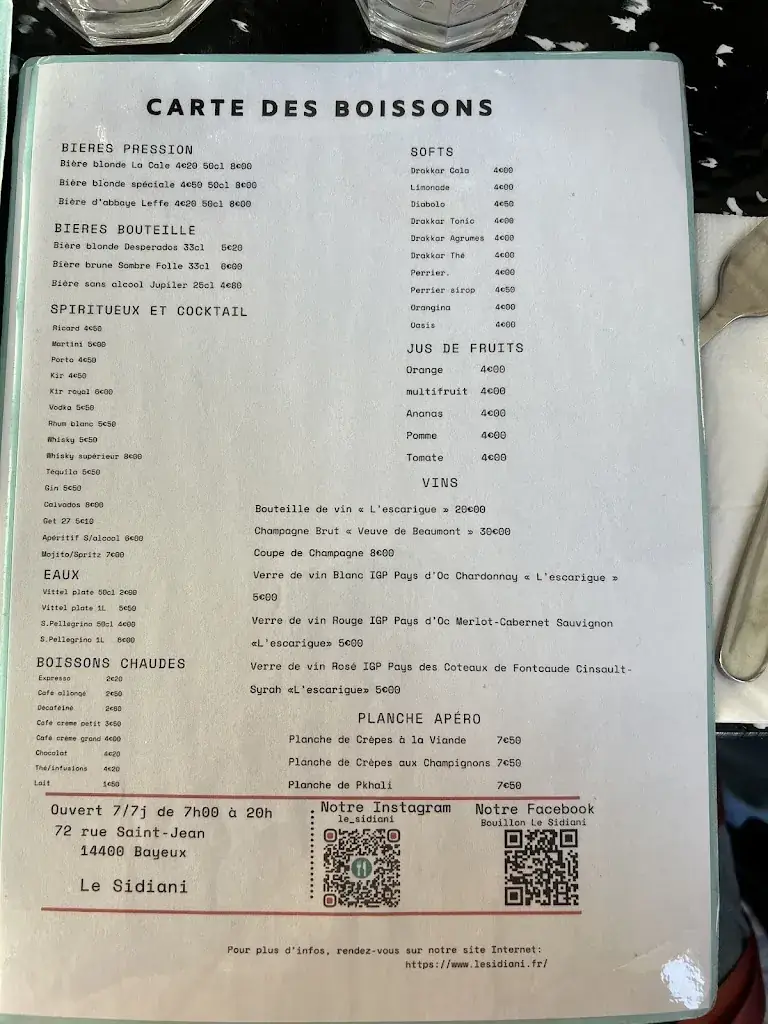 CARTE DES BOISSONS
BIERES PRESSION
Bière blonde La Cale 4€20 50cl 8€00
Bière blonde spéciale 4€50 50cl 8€00
Bière d'abbaye Leffe 4€20 50cl 8€00
BIERES BOUTEILLE
Bière blonde Desperados 33cl 5€20
Bière brune Sombre Folle 33cl 6€00
Bière sans alcool Jupiler 25cl 4€80
SPIRITUEUX ET COCKTAIL
Ricard 4€50
Martini 5€00
Porto 4€50
Kir 4€50
Kir royal 6€00
Vodka 5€50
Rhum blanc 5€50
Whisky 5€50
Whisky supérieur 8€00
Téquila 5€50
Gin 5€50
Calvados 8€00
Get 27 5€10
Apéritif S/alcool 6€00
Mojito/Spritz 7€00
EAUX
Vittel plate 50cl 2€00
Vittel plate 1L 5€50
S.Pellegrino 50cl 4€00
S.Pellegrino 1L 6€00
BOISSONS CHAUDES
Expresso 2€20
Café allongé 2€50
Décaféiné 2€60
Café crème petit 3€50
Café crème grand 4€00
Chocolat 4€20
Thé/infusions 4€20
Lait 1€50
SOFTS
Drakkar Cola 4€00
Limonade 4€00
Diabolo 4€50
Drakkar Tonic 4€00
Drakkar Agrumes 4€00
Drakkar Thé 4€00
Perrier. 4€00
Perrier sirop 4€50
Orangina 4€00
Oasis 4€00
JUS DE FRUITS
Orange 4€00
multifruit 4€00
Ananas 4€00
Pomme 4€00
Tomate 4€00
VINS
Bouteille de vin « L'escarigue » 20€00
Champagne Brut « Veuve de Beaumont » 30€00
Coupe de Champagne 8€00
Verre de vin Blanc IGP Pays d'Oc Chardonnay « L'escarigue »
5€00
Verre de vin Rouge IGP Pays d'Oc Merlot-Cabernet Sauvignon
«L'escarigue» 5€00
Verre de vin Rosé IGP Pays des Coteaux de Fontcaude Cinsault-
Syrah «L'escarigue» 5€00
PLANCHE APÉRO
Planche de Crêpes à la Viande 7€50
Planche de Crêpes aux Champignons 7€50
Planche de Pkhali 7€50
Ouvert 7/7j de 7h00 à 20h
72 rue Saint-Jean
14400 Bayeux
Le Sidiani
Notre Instagram
le_sidiani
Notre Facebook
Bouillon Le Sidiani
Pour plus d'infos, rendez-vous sur notre site Internet:
https://www.lesidiani.fr/